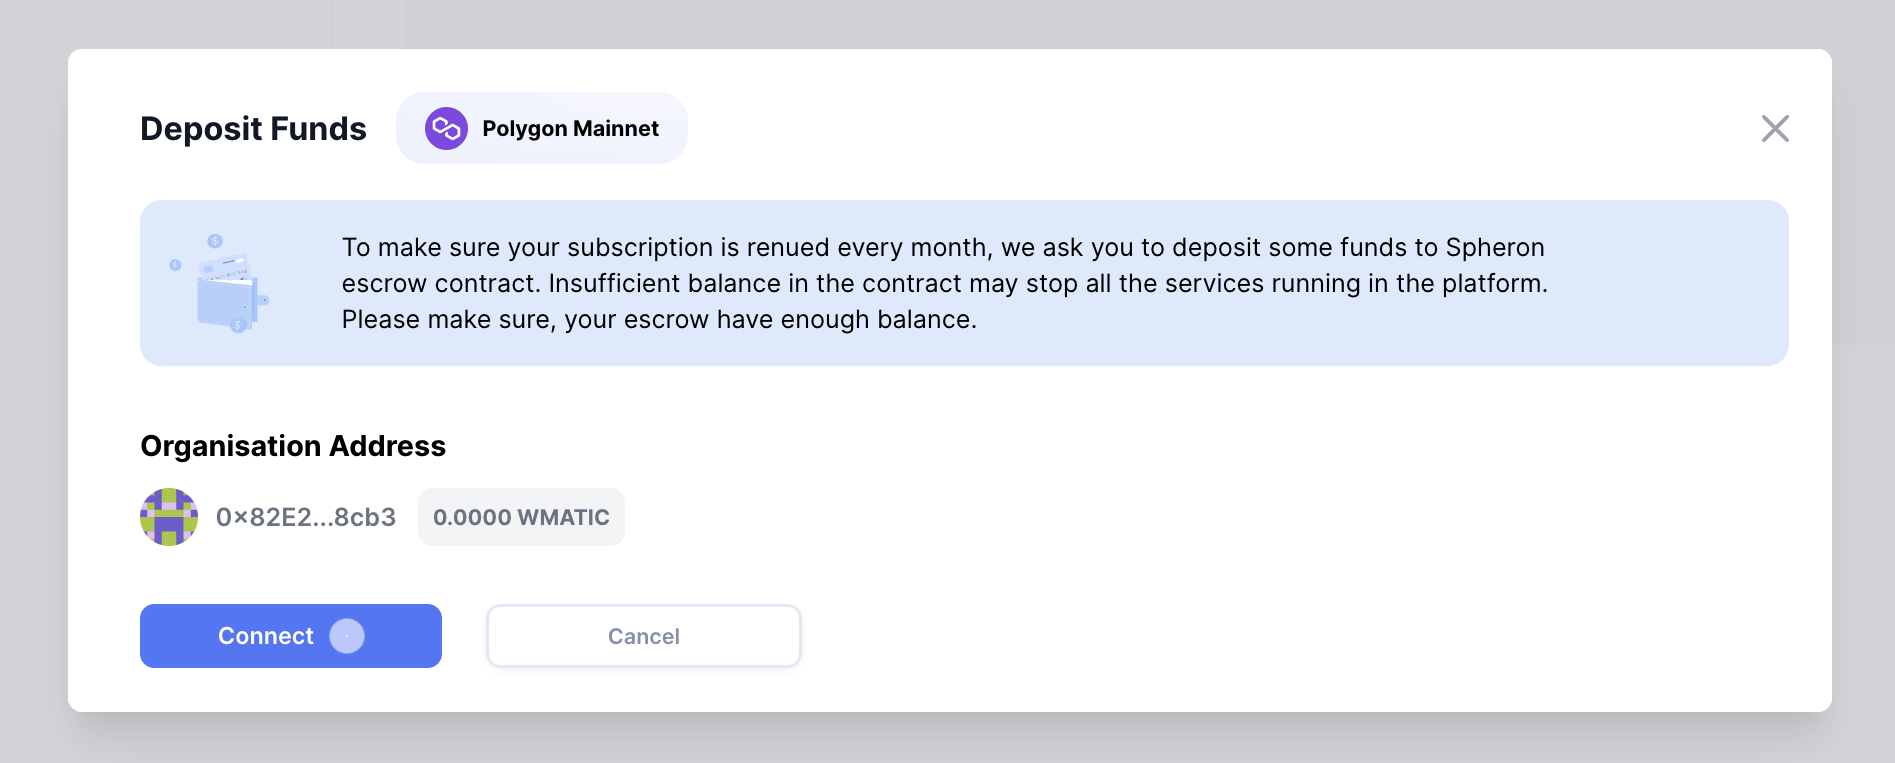 Deposit Funds
Polygon Mainnet
To make sure your subscription is renued every month, we ask you to deposit some funds to Spheron
escrow contract. Insufficient balance in the contract may stop all the services running in the platform.
Please make sure, your escrow have enough balance.
Organisation Address
0x82E2...8cb3
0.0000 WMATIC
Connect
Cancel